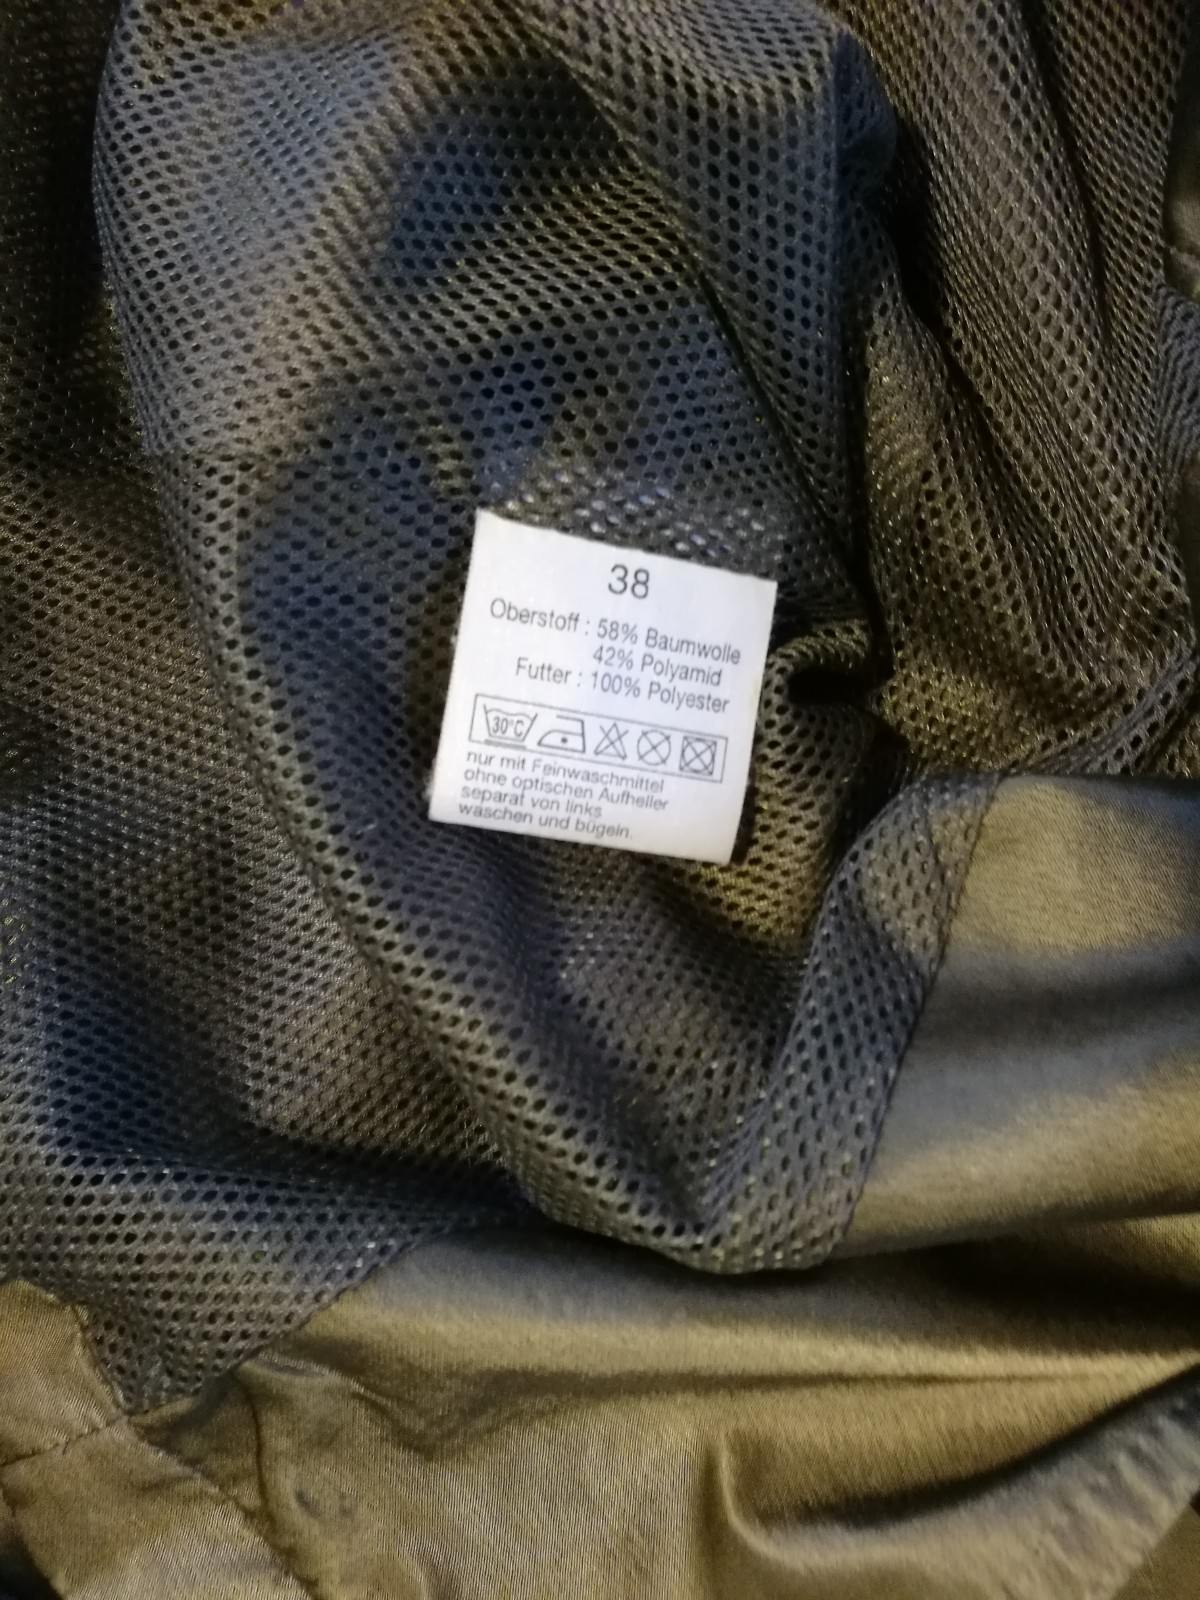 38
Oberstoff : 58% Baumwolle
42% Polyamid
Futter : 100% Polyester
30°C
nur mit Feinwaschmittel
ohne optischen Aufheller
separat von links
waschen und bügeln.